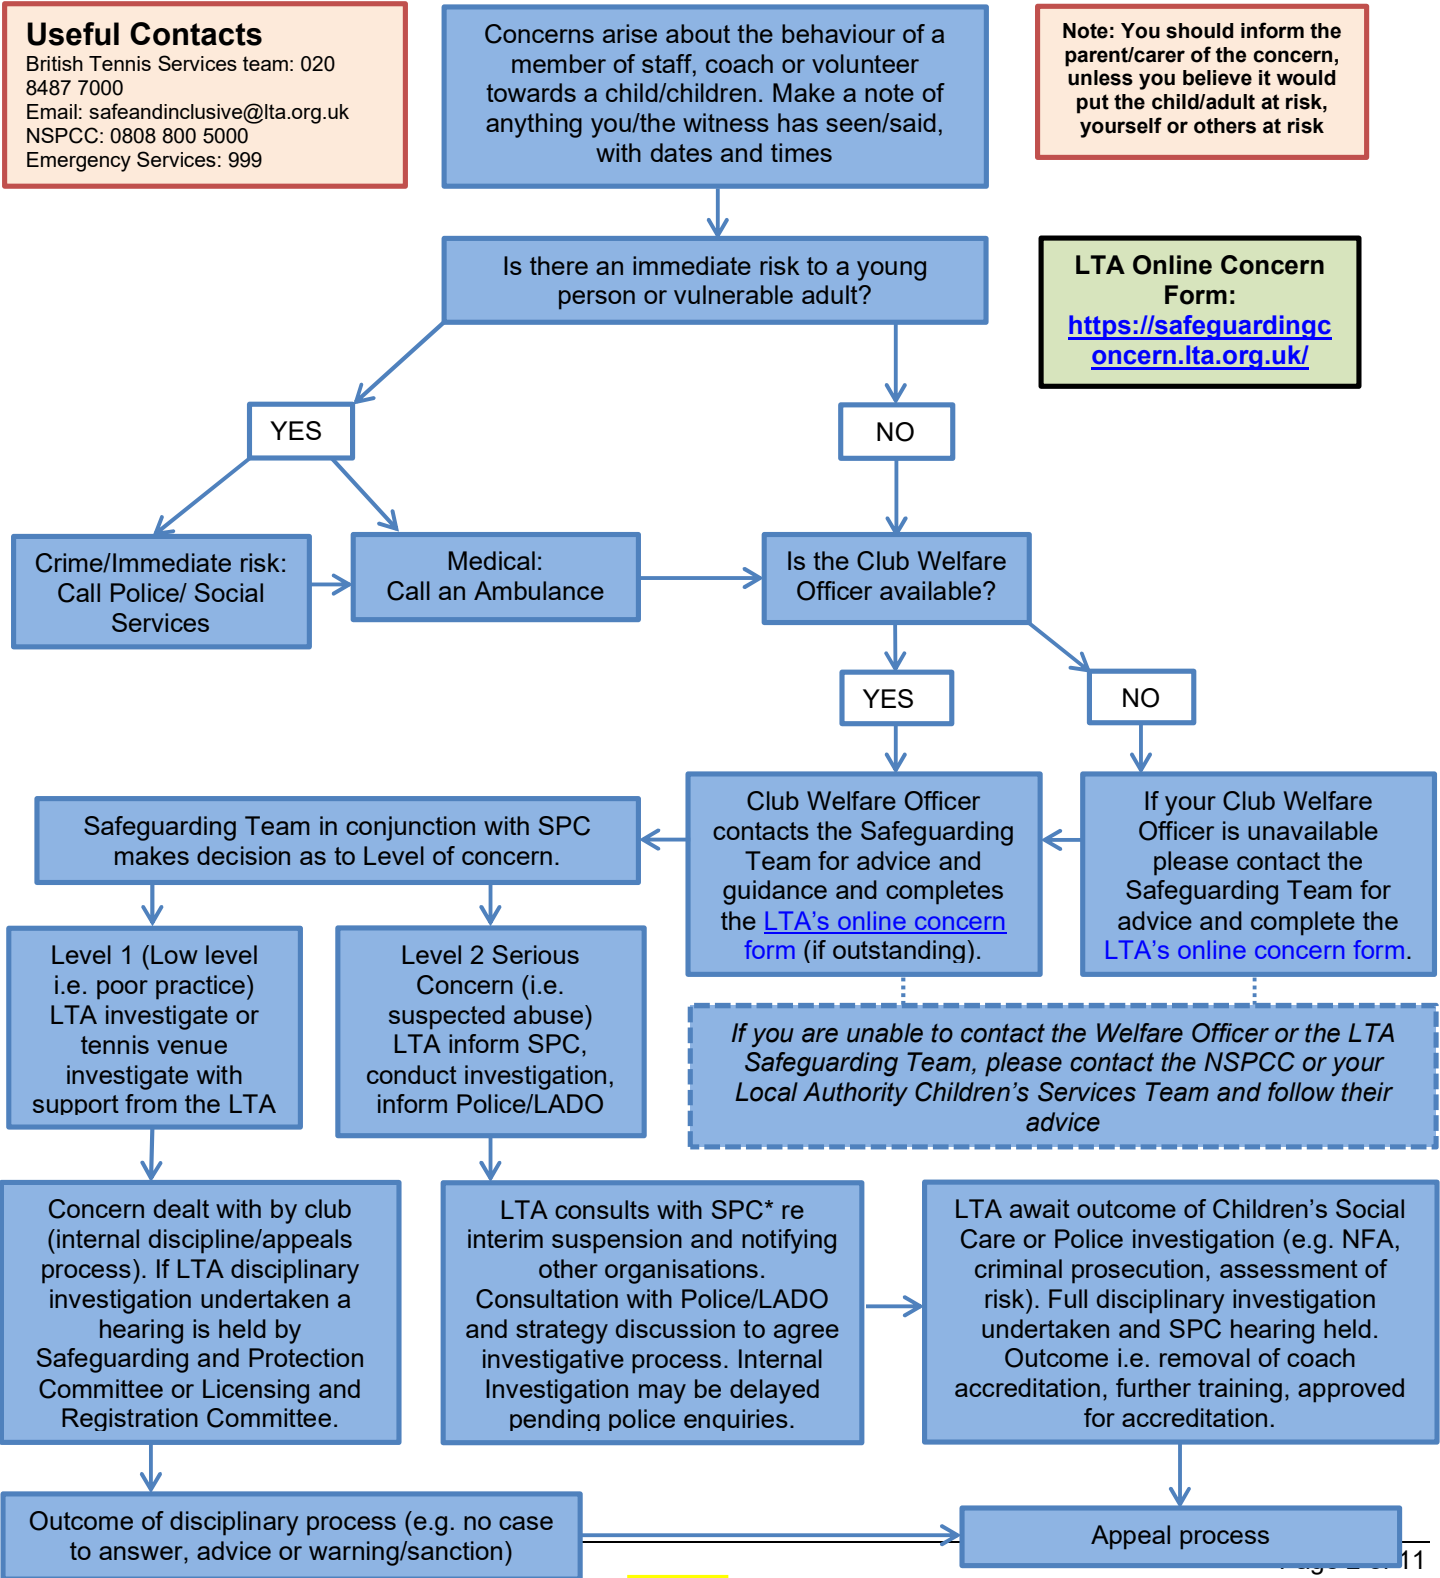 Useful Contacts
British Tennis Services team: 020
8487 7000
Email: safeandinclusive@lta.org.uk
NSPCC: 0808 800 5000
Emergency Services: 999
Concerns arise about the behaviour of a
member of staff, coach or volunteer
towards a child/children. Make a note of
anything you/the witness has seen/said,
with dates and times
Note: You should inform the
parent/carer of the concern,
unless you believe it would
put the child/adult at risk,
yourself or others at risk
Is there an immediate risk to a young
person or vulnerable adult?
LTA Online Concern
Form:
https://safeguardingc
oncern.lta.org.uk/
YES
NO
Crime/Immediate risk:
Call Police/ Social
Services
Medical:
Call an Ambulance
Is the Club Welfare
Officer available?
YES
NO
Safeguarding Team in conjunction with SPC
makes decision as to Level of concern.
Club Welfare Officer
contacts the Safeguarding
Team for advice and
guidance and completes
the LTA's online concern
form (if outstanding).
If your Club Welfare
Officer is unavailable
please contact the
Safeguarding Team for
advice and complete the
LTA's online concern form.
Level 1 (Low level
i.e. poor practice)
LTA investigate or
tennis venue
investigate with
support from the LTA
Level 2 Serious
Concern (i.e.
suspected abuse)
LTA inform SPC,
conduct investigation,
inform Police/LADO
If you are unable to contact the Welfare Officer or the LTA
Safeguarding Team, please contact the NSPCC or your
Local Authority Children's Services Team and follow their
advice
Concern dealt with by club
(internal discipline/appeals
process). If LTA disciplinary
investigation undertaken a
hearing is held by
Safeguarding and Protection
Committee or Licensing and
Registration Committee.
LTA consults with SPC* re
interim suspension and notifying
other organisations.
Consultation with Police/LADO
and strategy discussion to agree
investigative process. Internal
Investigation may be delayed
pending police enquiries.
LTA await outcome of Children's Social
Care or Police investigation (e.g. NFA,
criminal prosecution, assessment of
risk). Full disciplinary investigation
undertaken and SPC hearing held.
Outcome i.e. removal of coach
accreditation, further training, approved
for accreditation.
Outcome of disciplinary process (e.g. no case
to answer, advice or warning/sanction)
Appeal process
11